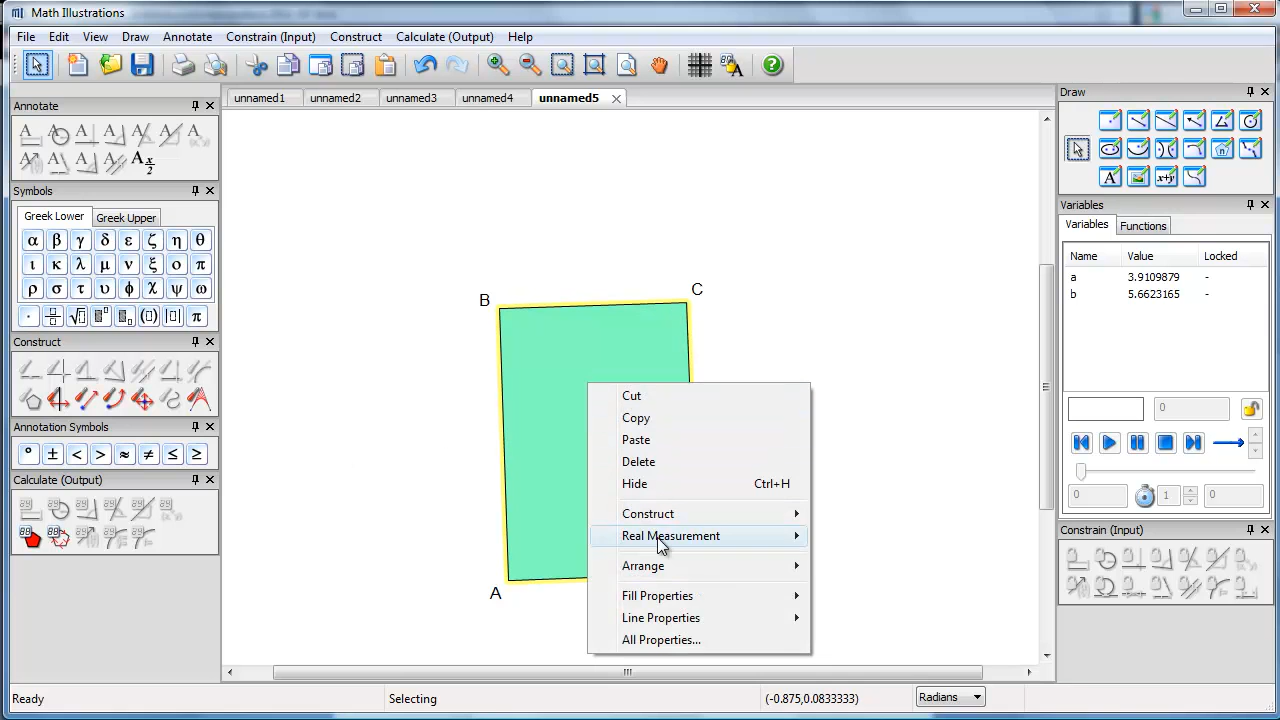 Math Illustrations
File Edit View Draw Annotate Constrain (Input) Construct Calculate (Output) Help
Annotate
Symbols
Greek Lower Greek Upper
α β γ δ ε ζ η θ
ι κ λ μ ν ξ ο π
ρ σ τ υ ϕ χ ψ ω
π
Construct
Annotation Symbols
° ± < > ≈ ≠ ≤ ≥
Calculate (Output)
unnamed1 unnamed2 unnamed3 unnamed4 unnamed5
B
C
A
Cut
Copy
Paste
Delete
Hide Ctrl+H
Construct
Real Measurement
Arrange
Fill Properties
Line Properties
All Properties...
Draw
Variables
Variables Functions
Name Value Locked
a 3.9109879 -
b 5.6623165 -
0
0 1 0
Constrain (Input)
Ready Selecting (-0.875,0.0833333) Radians